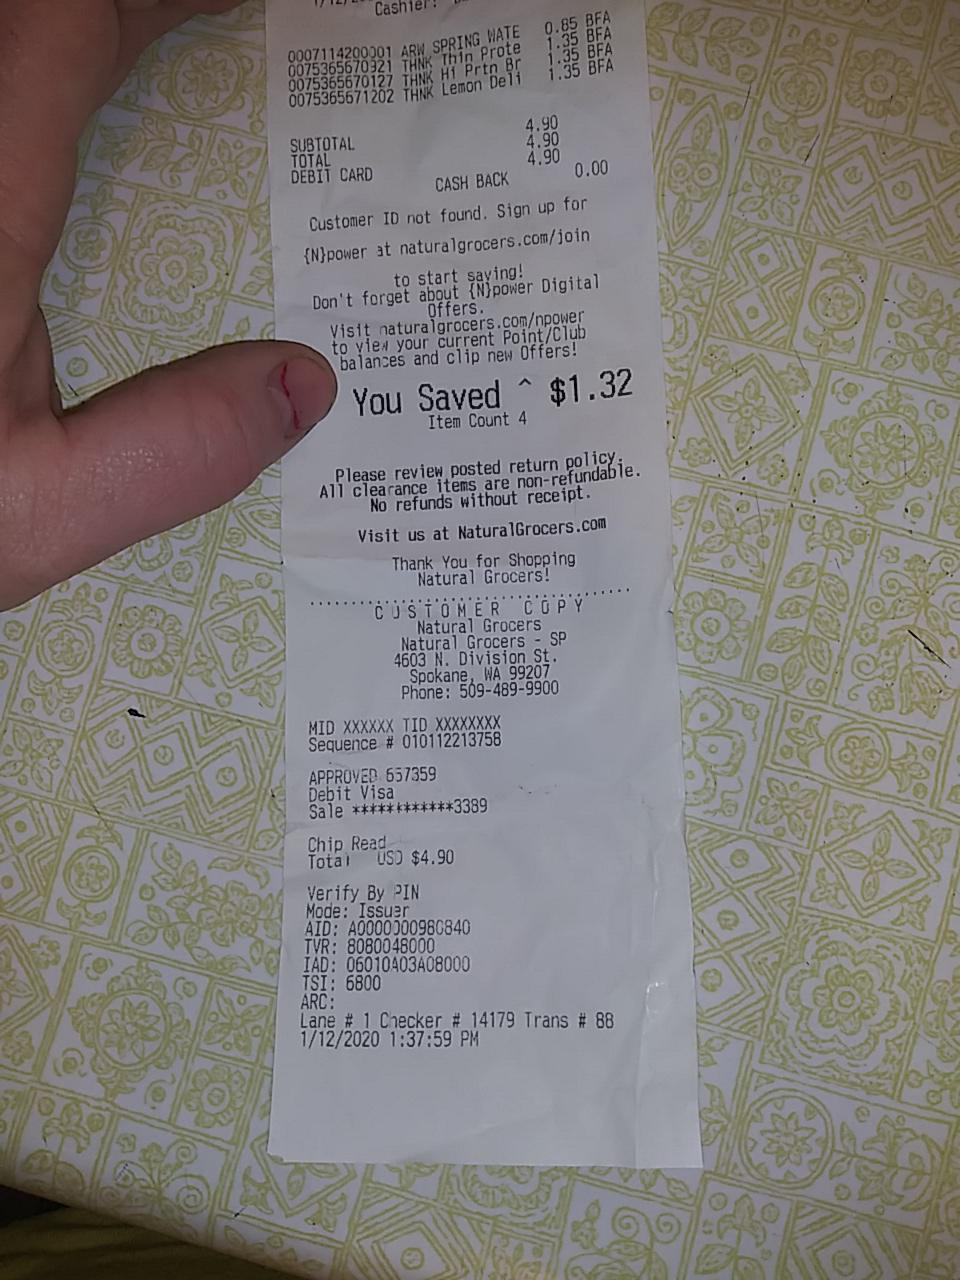 Cashier:
0007114200001 ARW SPRING WATE 0.85 BFA
0075365670321 THNK Thin Prote 1.35 BFA
0075365670127 THNK Hi Prtn Br 1.35 BFA
0075365671202 THNK Lemon Deli 1.35 BFA
SUBTOTAL 4.90
TOTAL 4.90
DEBIT CARD 4.90
CASH BACK 0.00
Customer ID not found. Sign up for
{N}power at naturalgrocers.com/join
to start saving!
Don't forget about {N}power Digital
Offers.
Visit naturalgrocers.com/npower
to view your current Point/Club
balances and clip new Offers!
You Saved ^ $1.32
Item Count 4
Please review posted return policy.
All clearance items are non-refundable.
No refunds without receipt.
Visit us at NaturalGrocers.com
Thank You for Shopping
Natural Grocers!
CUSTOMER COPY
Natural Grocers
Natural Grocers - SP
4603 N. Division St.
Spokane, WA 99207
Phone: 509-489-9900
MID XXXXXX TID XXXXXXXX
Sequence # 010112213758
APPROVED 657359
Debit Visa
Sale ************3389
Chip Read
Total USD $4.90
Verify By PIN
Mode: Issuer
AID: A0000000980840
TVR: 8080048000
IAD: 06010A03A08000
TSI: 6800
ARC:
Lane # 1 Checker # 14179 Trans # 88
1/12/2020 1:37:59 PM